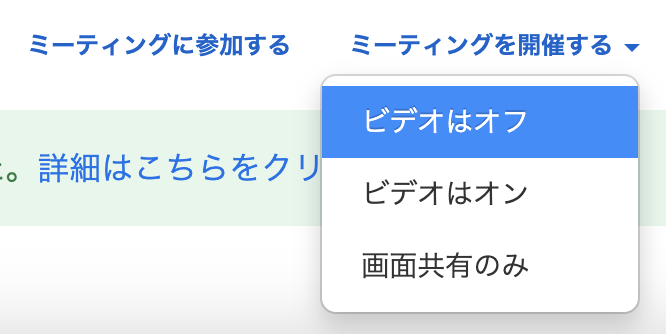 ミーティングに参加する
ミーティングを開催する
ビデオはオフ
。詳細はこちらをクリ
ビデオはオン
画面共有のみ